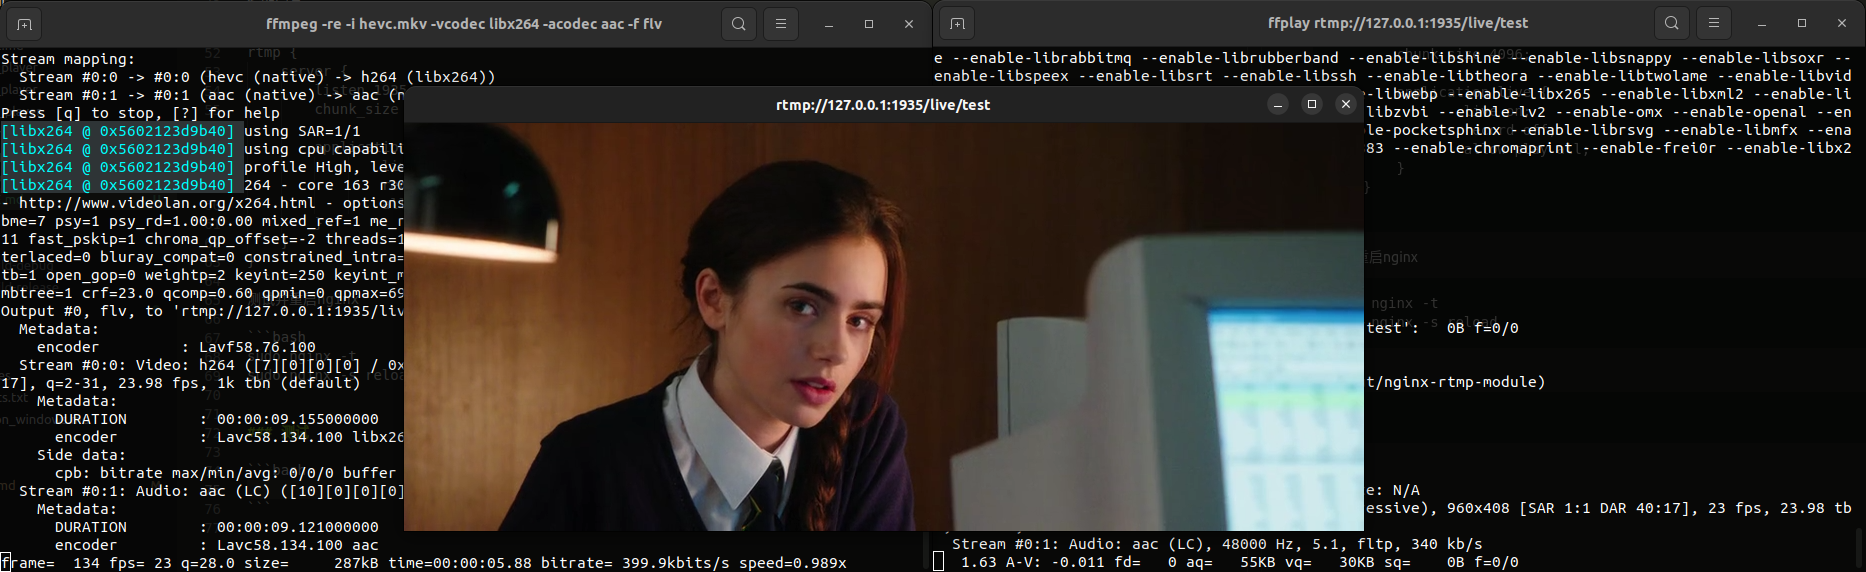 ffmpeg -re -i hevc.mkv -vcodec libx264 -acodec aac -f flv
Stream mapping:
Stream #0:0 -> #0:0 (hevc (native) -> h264 (libx264))
Stream #0:1 -> #0:1 (aac (native) -> aac (n
Press [q] to stop, [?] for help
[libx264 @ 0x5602123d9b40] using SAR=1/1
[libx264 @ 0x5602123d9b40] using cpu capabili
[libx264 @ 0x5602123d9b40] profile High, leve
[libx264 @ 0x5602123d9b40] 264 - core 163 r30
- http://www.videolan.org/x264.html - options
bme=7 psy=1 psy_rd=1.00:0.00 mixed_ref=1 me_r
11 fast_pskip=1 chroma_qp_offset=-2 threads=1
terlaced=0 bluray_compat=0 constrained_intra=
tb=1 open_gop=0 weightp=2 keyint=250 keyint_m
mbtree=1 crf=23.0 qcomp=0.60 qpmin=0 qpmax=69
Output #0, flv, to 'rtmp://127.0.0.1:1935/liv
Metadata:
encoder : Lavf58.76.100
Stream #0:0: Video: h264 ([7][0][0][0] / 0x
17], q=2-31, 23.98 fps, 1k tbn (default)
Metadata:
DURATION : 00:00:09.155000000
encoder : Lavc58.134.100 libx26
Side data:
cpb: bitrate max/min/avg: 0/0/0 buffer
Stream #0:1: Audio: aac (LC) ([10][0][0][0]
Metadata:
DURATION : 00:00:09.121000000
encoder : Lavc58.134.100 aac
frame= 134 fps= 23 q=28.0 size= 287kB time=00:00:05.88 bitrate= 399.9kbits/s speed=0.989x
rtmp://127.0.0.1:1935/live/test
ffplay rtmp://127.0.0.1:1935/live/test
e --enable-librabbitmq --enable-librubberband --enable-libshine --enable-libsnappy --enable-libsoxr --
enable-libspeex --enable-libsrt --enable-libssh --enable-libtheora --enable-libtwolame --enable-libvid
-libwebp --enable-libx265 --enable-libxml2 --enable-li
libzvbi --enable-lv2 --enable-omx --enable-openal --en
le-pocketsphinx --enable-librsvg --enable-libmfx --ena
83 --enable-chromaprint --enable-frei0r --enable-libx2
nginx -t
nginx -s reload
test': 0B f=0/0
t/nginx-rtmp-module)
e: N/A
essive), 960x408 [SAR 1:1 DAR 40:17], 23 fps, 23.98 tb
Stream #0:1: Audio: aac (LC), 48000 Hz, 5.1, fltp, 340 kb/s
1.63 A-V: -0.011 fd= 0 aq= 55KB vq= 30KB sq= 0B f=0/0